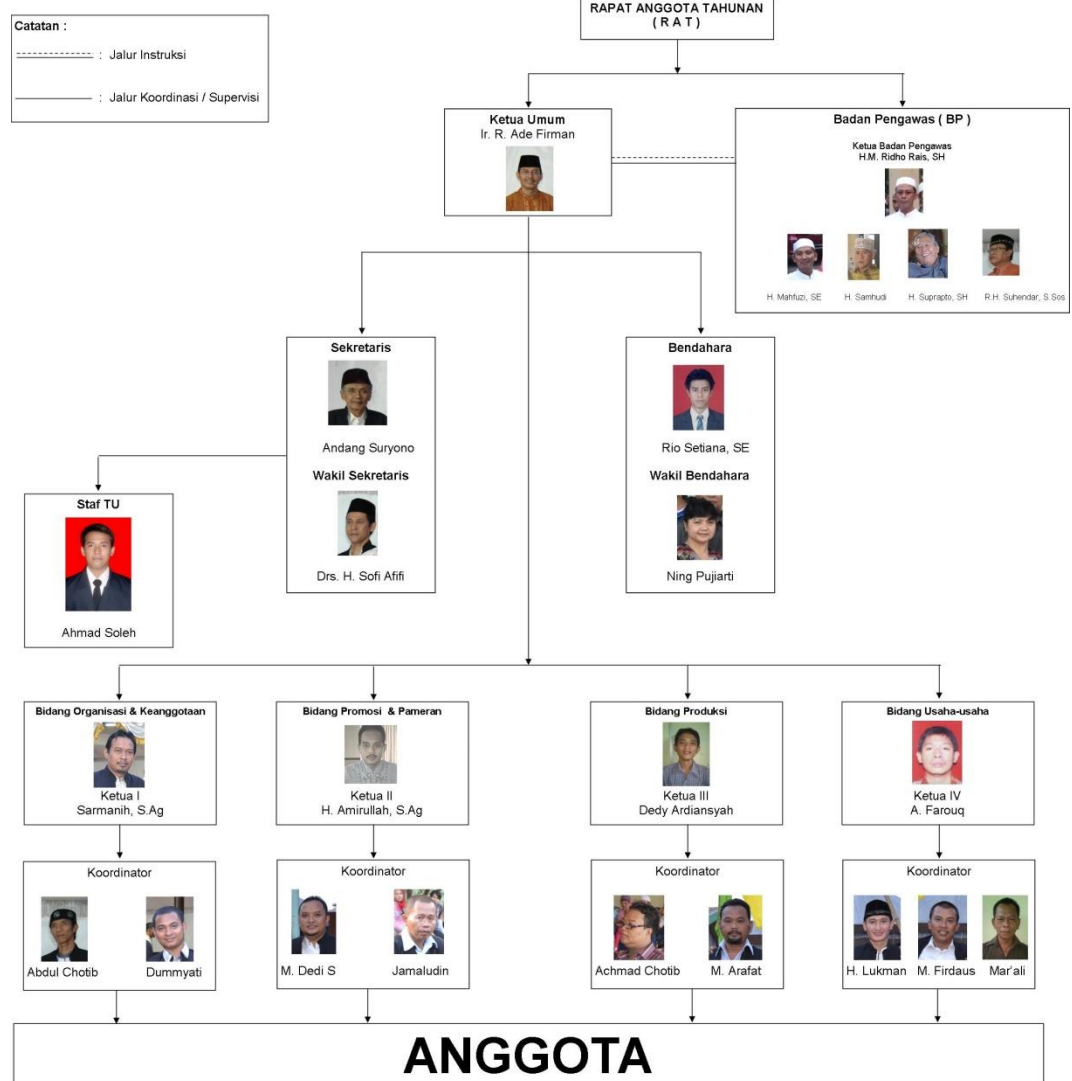 RAPAT ANGGOTA TAHUNAN
( R A T )
Catatan :
: Jalur Instruksi
: Jalur Koordinasi / Supervisi
Ketua Umum
Ir. R. Ade Firman
Badan Pengawas ( BP )
Ketua Badan Pengawas
H.M. Ridho Rais, SH
H. Mahfuzi, SE
H. Samhudi
H. Suprapto, SH
R.H. Suhendar, S.Sos
Sekretaris
Andang Suryono
Wakil Sekretaris
Drs. H. Sofi Afifi
Bendahara
Rio Setiana, SE
Wakil Bendahara
Ning Pujiarti
Staf TU
Ahmad Soleh
Bidang Organisasi & Keanggotaan
Ketua I
Sarmanih, S.Ag
Bidang Promosi & Pameran
Ketua II
H. Amirullah, S.Ag
Bidang Produksi
Ketua III
Dedy Ardiansyah
Bidang Usaha-usaha
Ketua IV
A. Farouq
Koordinator
Abdul Chotib
Dummyati
Koordinator
M. Dedi S
Jamaludin
Koordinator
Achmad Chotib
M. Arafat
Koordinator
H. Lukman
M. Firdaus
Mar'ali
ANGGOTA